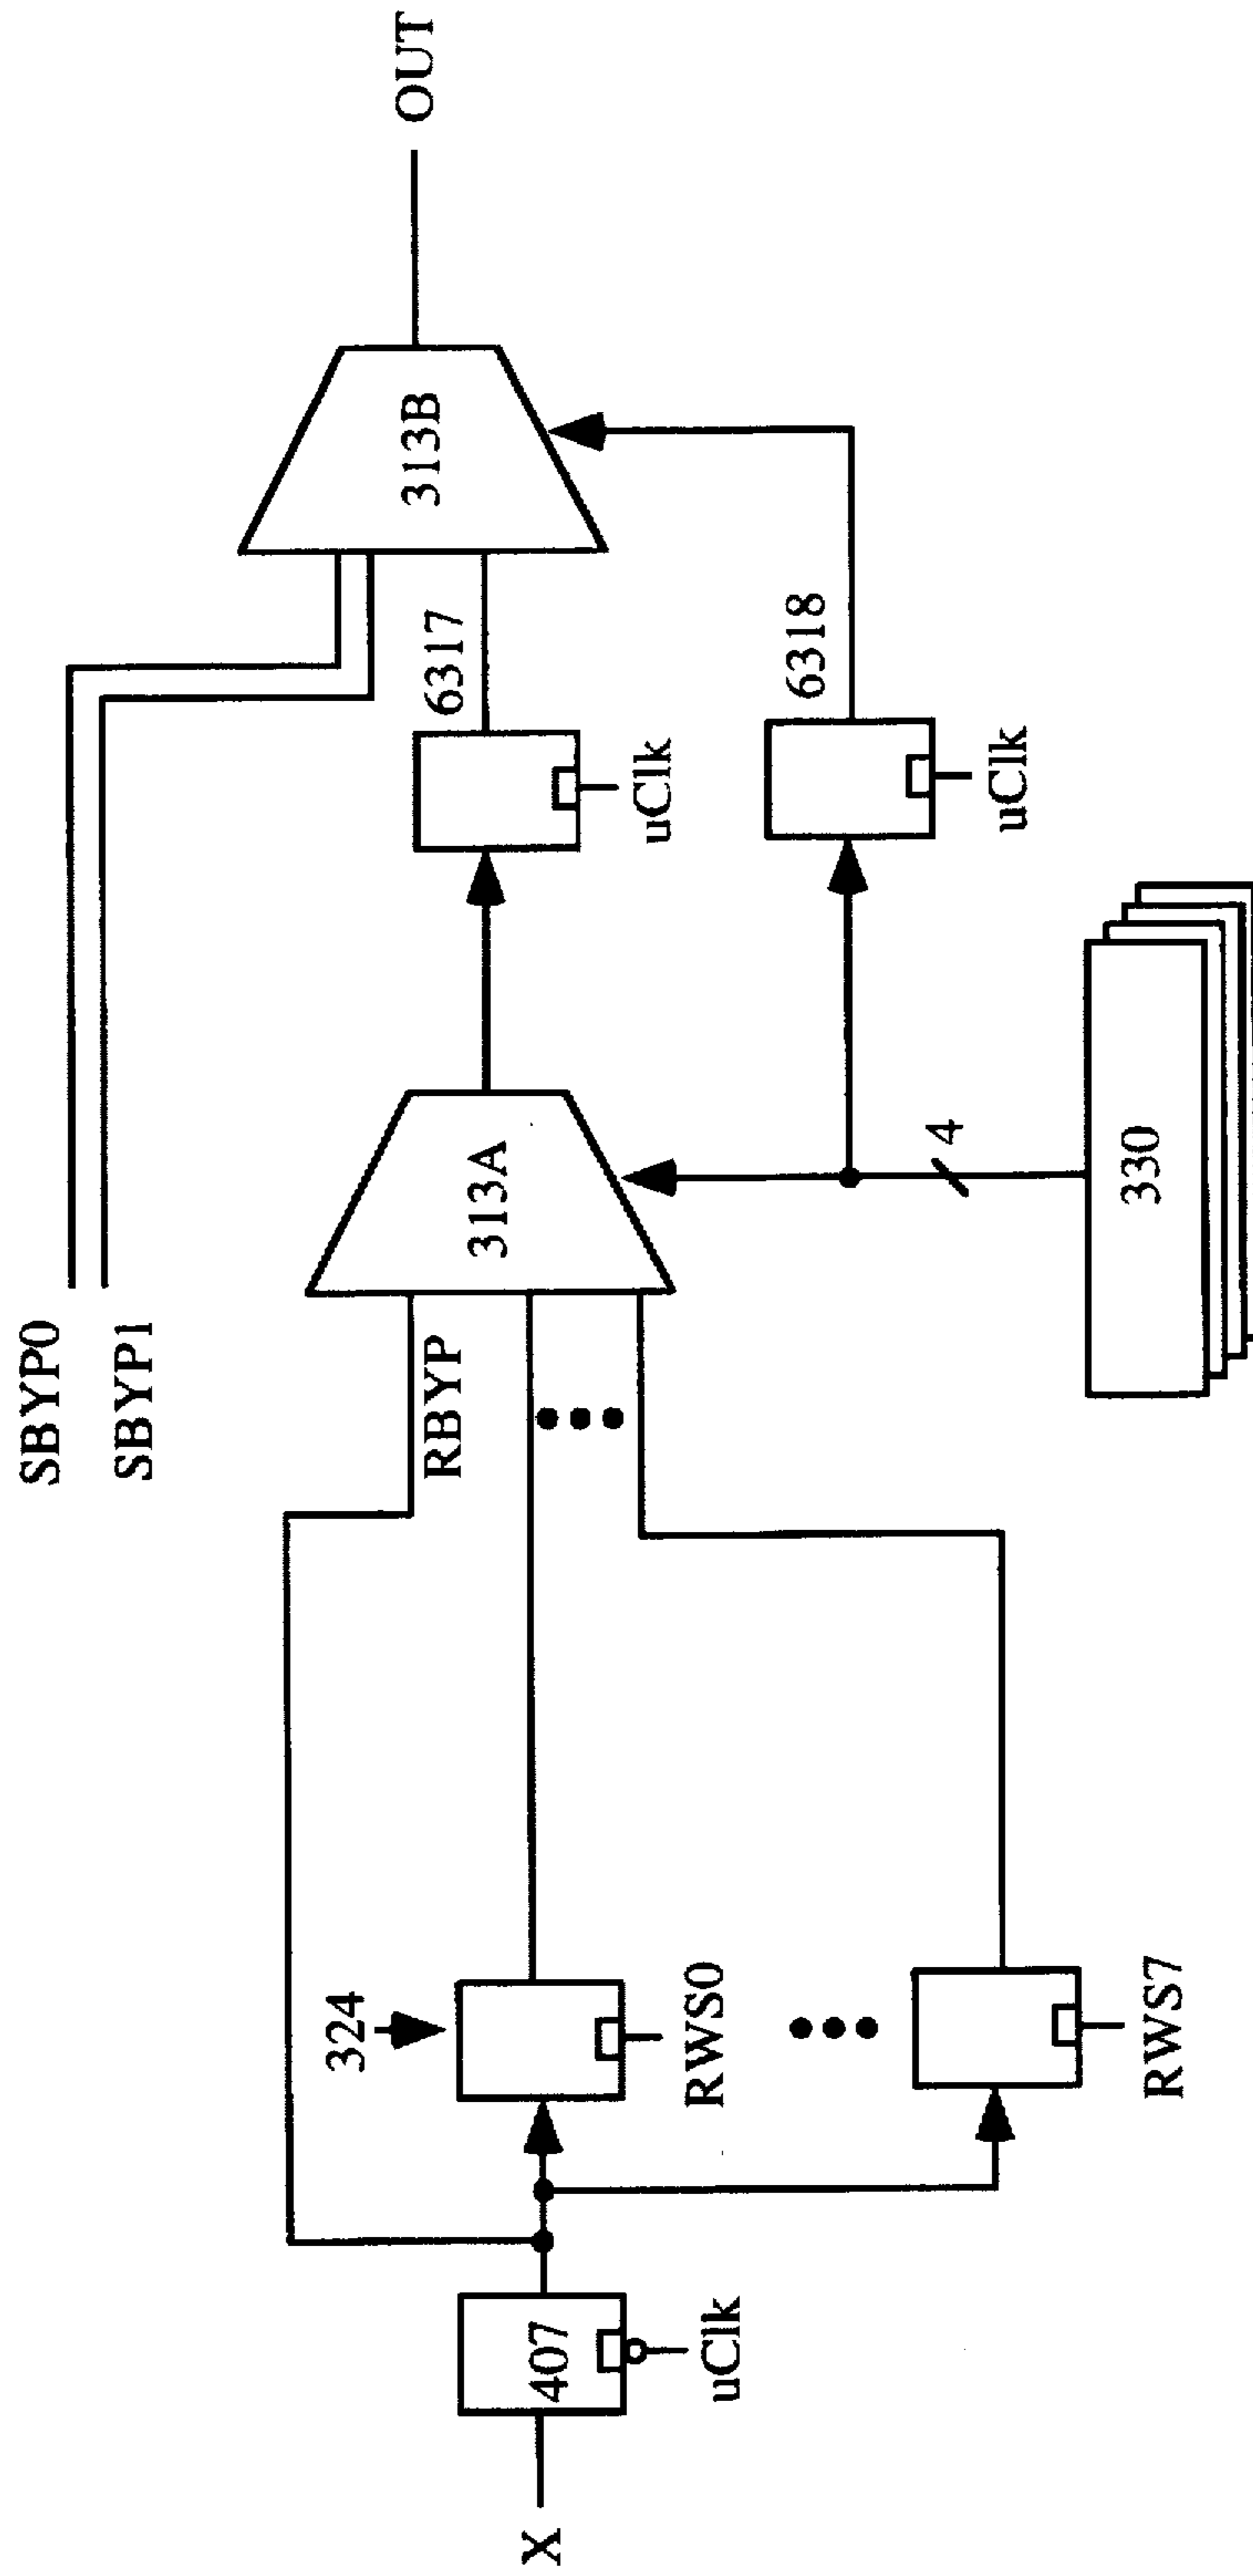 SBYP0
SBYP1
RBYP
313A
313B
OUT
6317
uClk
6318
uClk
4
330
324
RWS0
RWS7
X
407
uClk